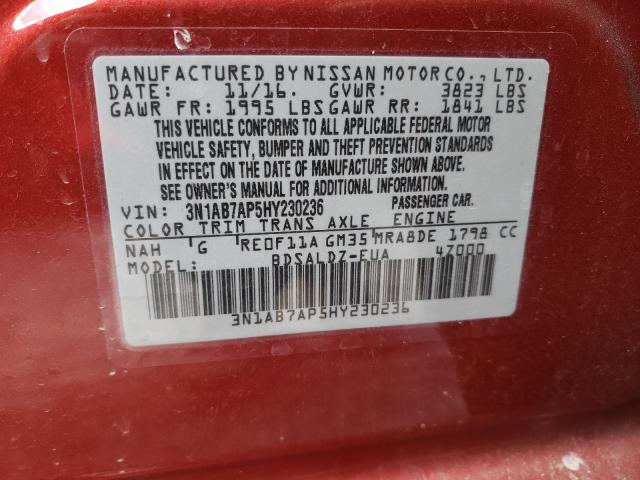 MANUFACTURED BY NISSAN MOTOR CO., LTD.
DATE: 11/16. GVWR: 3823 LBS
GAWR FR: 1995 LBS GAWR RR: 1841 LBS
THIS VEHICLE CONFORMS TO ALL APPLICABLE FEDERAL MOTOR
VEHICLE SAFETY, BUMPER AND THEFT PREVENTION STANDARDS
IN EFFECT ON THE DATE OF MANUFACTURE SHOWN ABOVE.
SEE OWNER'S MANUAL FOR ADDITIONAL INFORMATION.
VIN: 3N1AB7AP5HY230236 PASSENGER CAR.
COLOR TRIM TRANS AXLE ENGINE
NAH G RE0F11A GM35 MRA8DE 1798 CC
MODEL: BDSALDZ-EUA 4Z000
3N1AB7AP5HY230236